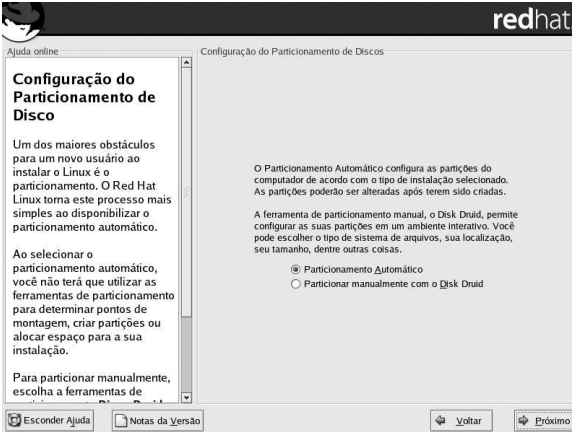 redhat
Ajuda online
Configuração do
Particionamento de
Disco
Um dos maiores obstáculos
para um novo usuário ao
instalar o Linux é o
particionamento. O Red Hat
Linux torna este processo mais
simples ao disponibilizar o
particionamento automático.
Ao selecionar o
particionamento automático,
você não terá que utilizar as
ferramentas de particionamento
para determinar pontos de
montagem, criar partições ou
alocar espaço para a sua
instalação.
Para particionar manualmente,
escolha a ferramentas de
Configuração do Particionamento de Discos
O Particionamento Automático configura as partições do
computador de acordo com o tipo de instalação selecionado.
As partições poderão ser alteradas após terem sido criadas.
A ferramenta de particionamento manual, o Disk Druid, permite
configurar as suas partições em um ambiente interativo. Você
pode escolher o tipo de sistema de arquivos, sua localização,
seu tamanho, dentre outras coisas.
Particionamento Automático
Particionar manualmente com o Disk Druid
Esconder Ajuda
Notas da Versão
Voltar
Próximo